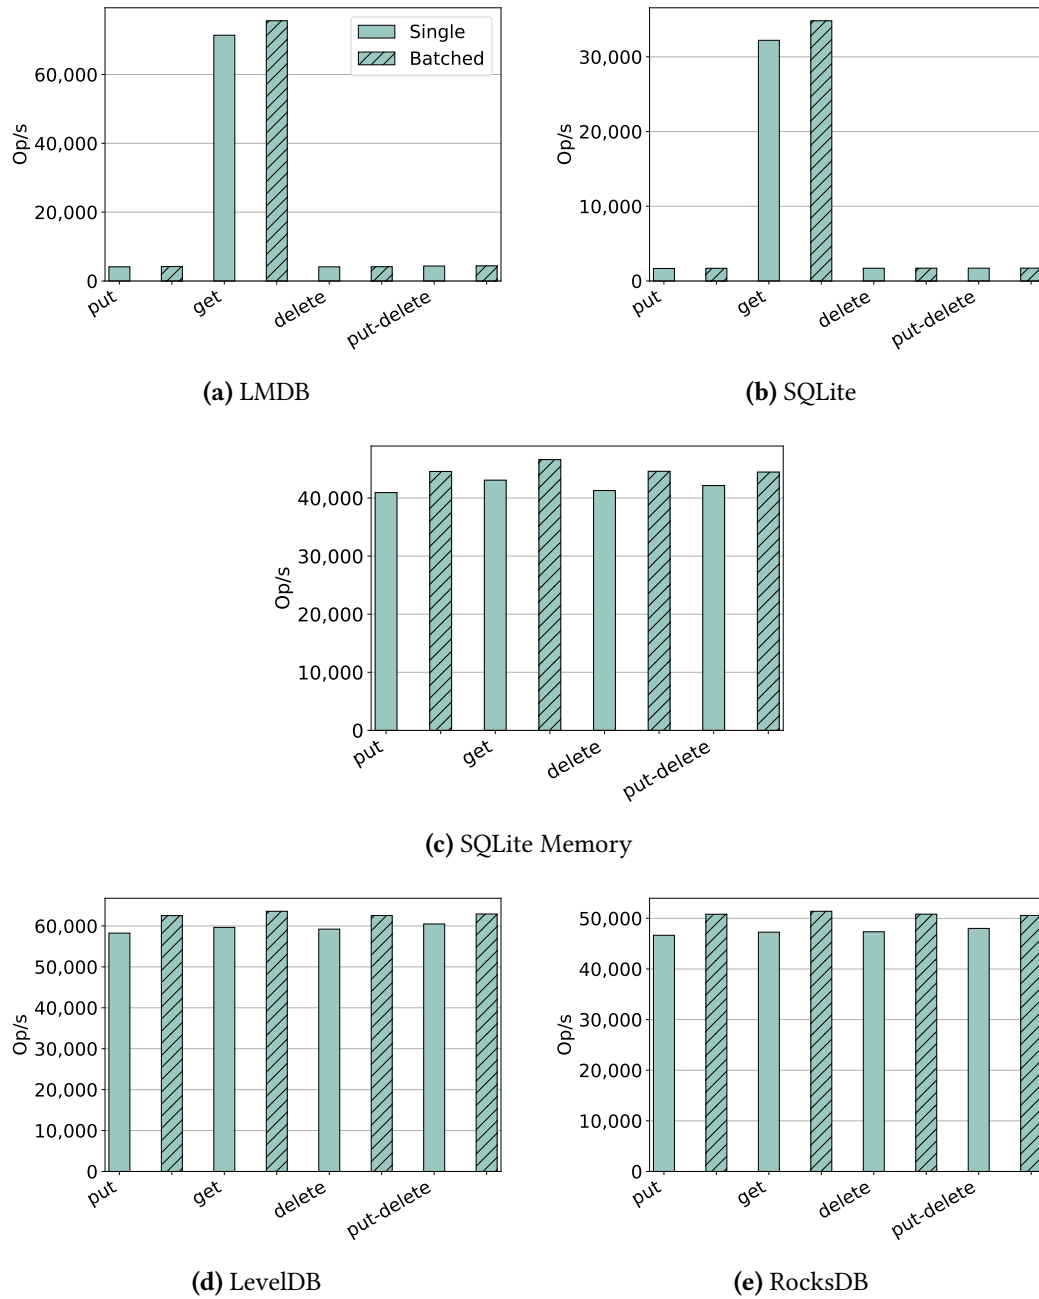 Op/s
60,000
40,000
20,000
0
Single
Batched
put
get
delete
put-delete
(a) LMDB
Op/s
30,000
20,000
10,000
0
put
get
delete
put-delete
(b) SQLite
Op/s
40,000
30,000
20,000
10,000
0
put
get
delete
put-delete
(c) SQLite Memory
Op/s
60,000
50,000
40,000
30,000
20,000
10,000
0
put
get
delete
put-delete
(d) LevelDB
Op/s
50,000
40,000
30,000
20,000
10,000
0
put
get
delete
put-delete
(e) RocksDB